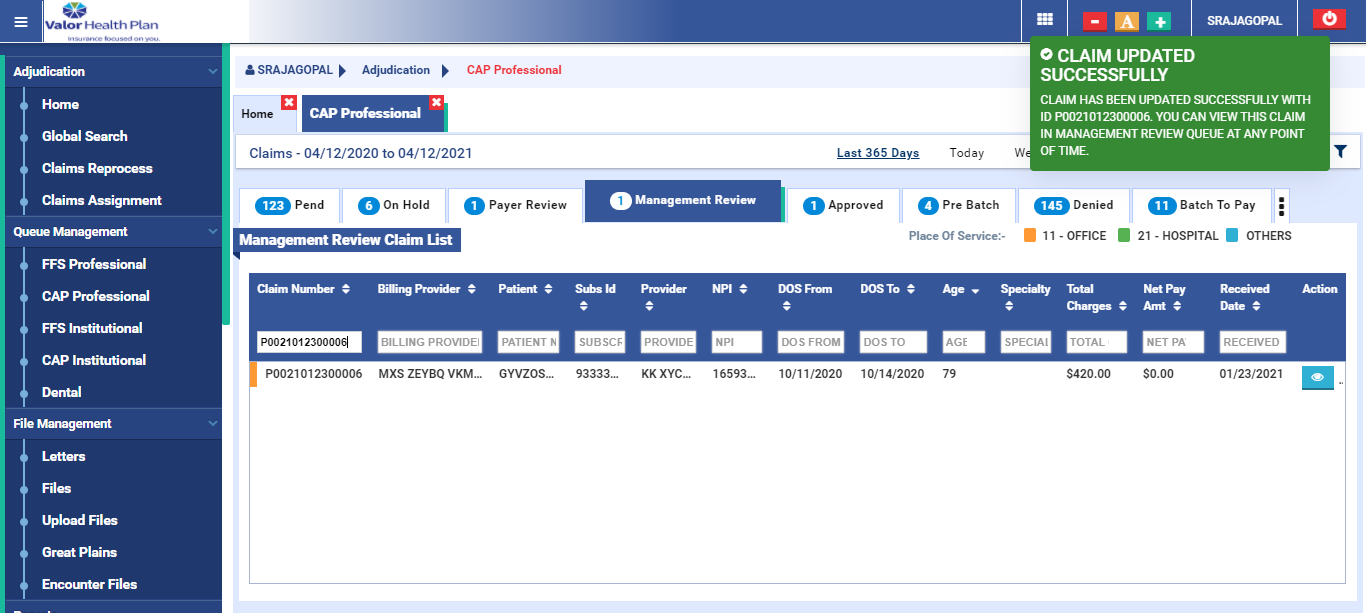 Valor Health Plan
Insurance focused on you.
A
SRAJAGOPAL
CLAIM UPDATED
SUCCESSFULLY
CLAIM HAS BEEN UPDATED SUCCESSFULLY WITH
ID P0021012300006. YOU CAN VIEW THIS CLAIM
IN MANAGEMENT REVIEW QUEUE AT ANY POINT
OF TIME.
Adjudication
Home
Global Search
Claims Reprocess
Claims Assignment
Queue Management
FFS Professional
CAP Professional
FFS Institutional
CAP Institutional
Dental
File Management
Letters
Files
Upload Files
Great Plains
Encounter Files
SRAJAGOPAL Adjudication CAP Professional
Home CAP Professional
Claims - 04/12/2020 to 04/12/2021 Last 365 Days Today We
123 Pend 6 On Hold 1 Payer Review 1 Management Review 1 Approved 4 Pre Batch 145 Denied 11 Batch To Pay
Management Review Claim List Place Of Service:- 11 - OFFICE 21 - HOSPITAL OTHERS
Claim Number Billing Provider Patient Subs Id Provider NPI DOS From DOS To Age Specialty Total Charges Net Pay Amt Received Date Action
P0021012300006 BILLING PROVIDE PATIENT N SUBSCR PROVIDE NPI DOS FROM DOS TO AGE SPECIAL TOTAL NET PA RECEIVED
P0021012300006 MXS ZEYBQ VKM... GYVZOS... 93333... KK XYC... 16593... 10/11/2020 10/14/2020 79 $420.00 $0.00 01/23/2021 ..